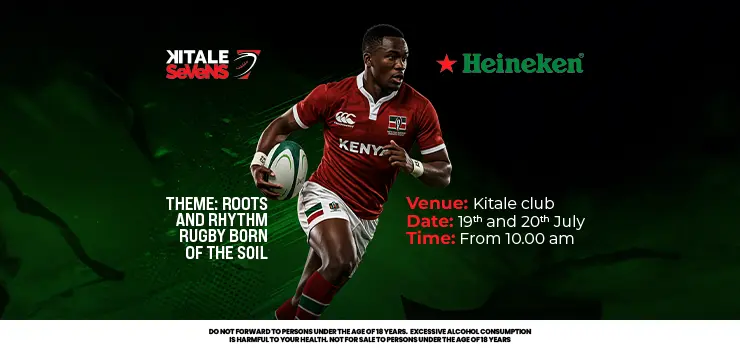 KITALE
SeVeNS 7
Heineken®
KENYA
THEME: ROOTS
AND RHYTHM
RUGBY BORN
OF THE SOIL
Venue: Kitale club
Date: 19th and 20th July
Time: From 10.00 am
DO NOT FORWARD TO PERSONS UNDER THE AGE OF 18 YEARS. EXCESSIVE ALCOHOL CONSUMPTION
IS HARMFUL TO YOUR HEALTH. NOT FOR SALE TO PERSONS UNDER THE AGE OF 18 YEARS